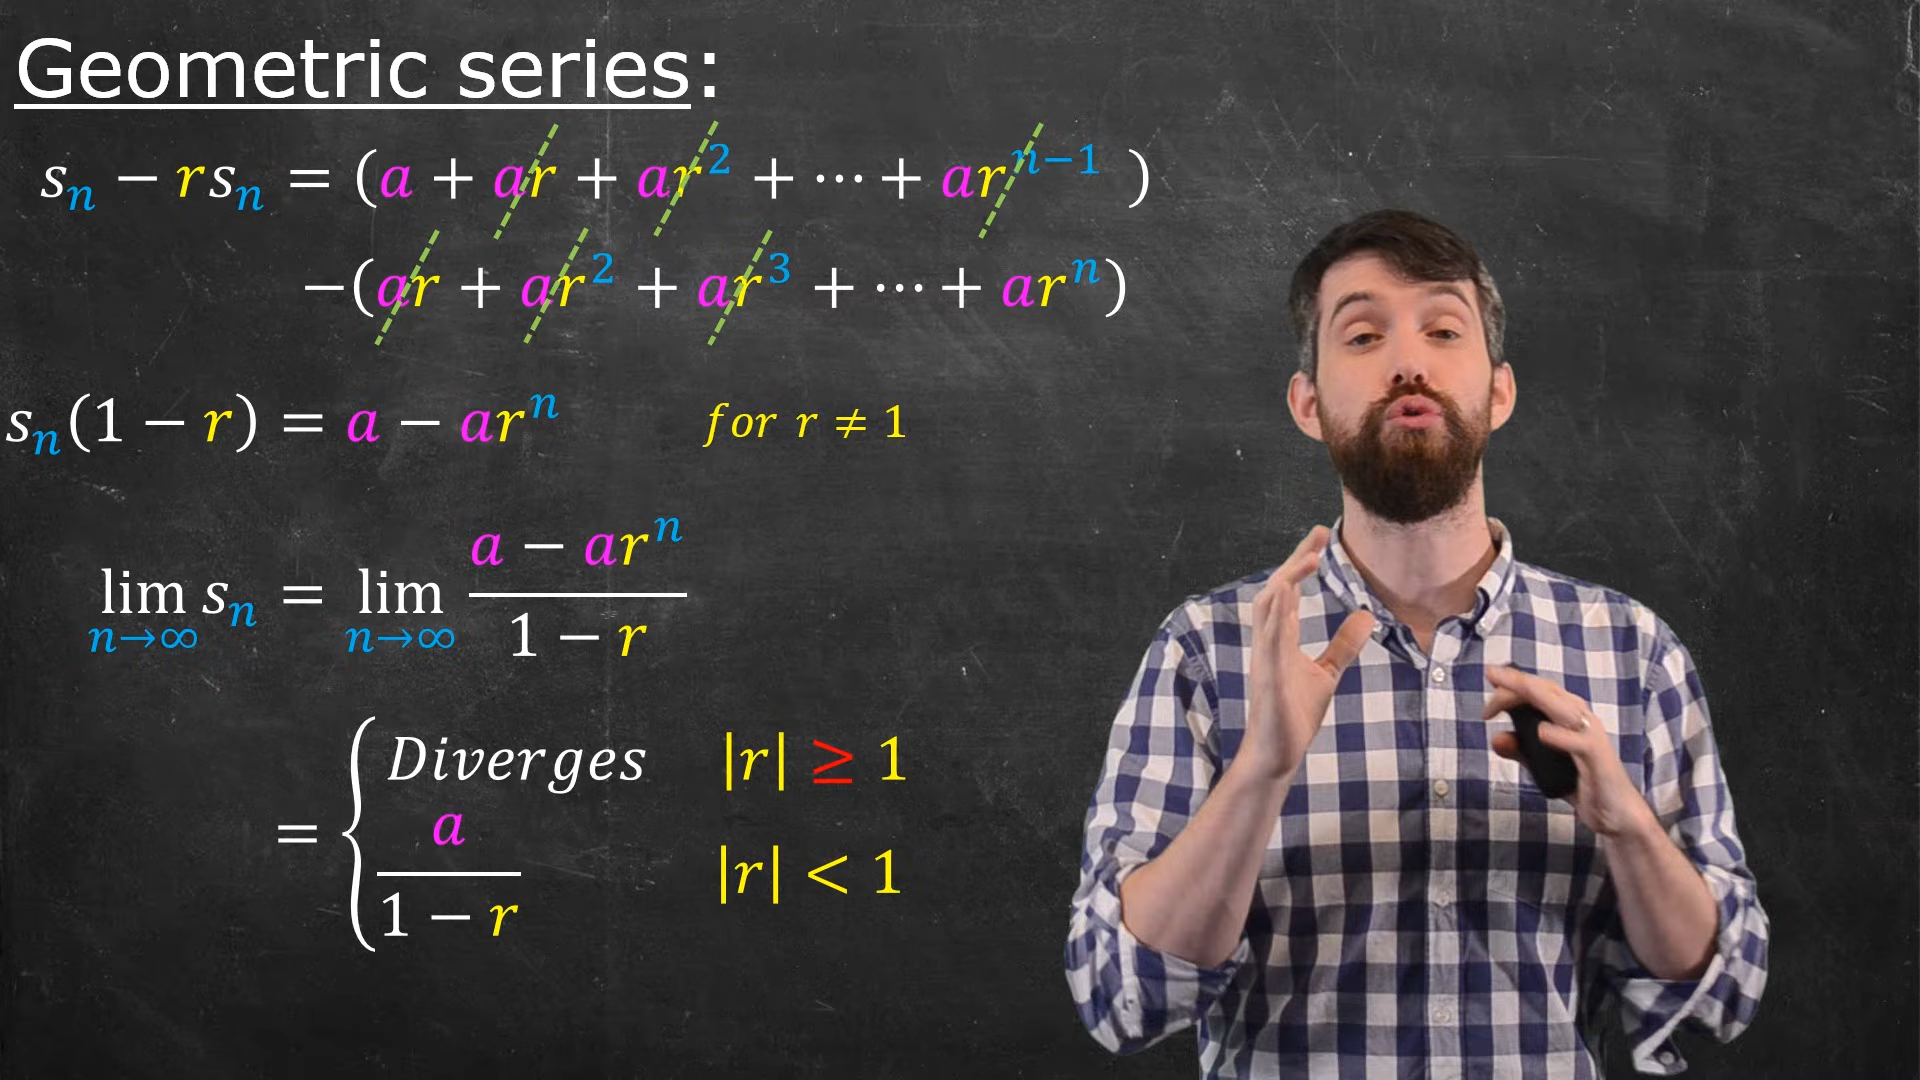 Geometric series:
sₙ − rsₙ = (a + ar + ar² + ⋯ + arⁿ⁻¹ )
−(ar + ar² + ar³ + ⋯ + arⁿ)
sₙ(1 − r) = a − arⁿ for r ≠ 1
lim n→∞ sₙ = lim n→∞ (a − arⁿ)/(1 − r)
= { Diverges |r| ≥ 1
a/(1 − r) |r| < 1